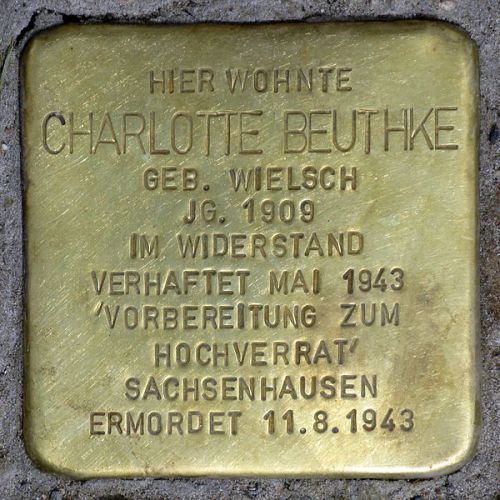 HIER WOHNTE
CHARLOTTE BEUTHKE
GEB. WIELSCH
JG. 1909
IM WIDERSTAND
VERHAFTET MAI 1943
'VORBEREITUNG ZUM
HOCHVERRAT'
SACHSENHAUSEN
ERMORDET 11.8.1943